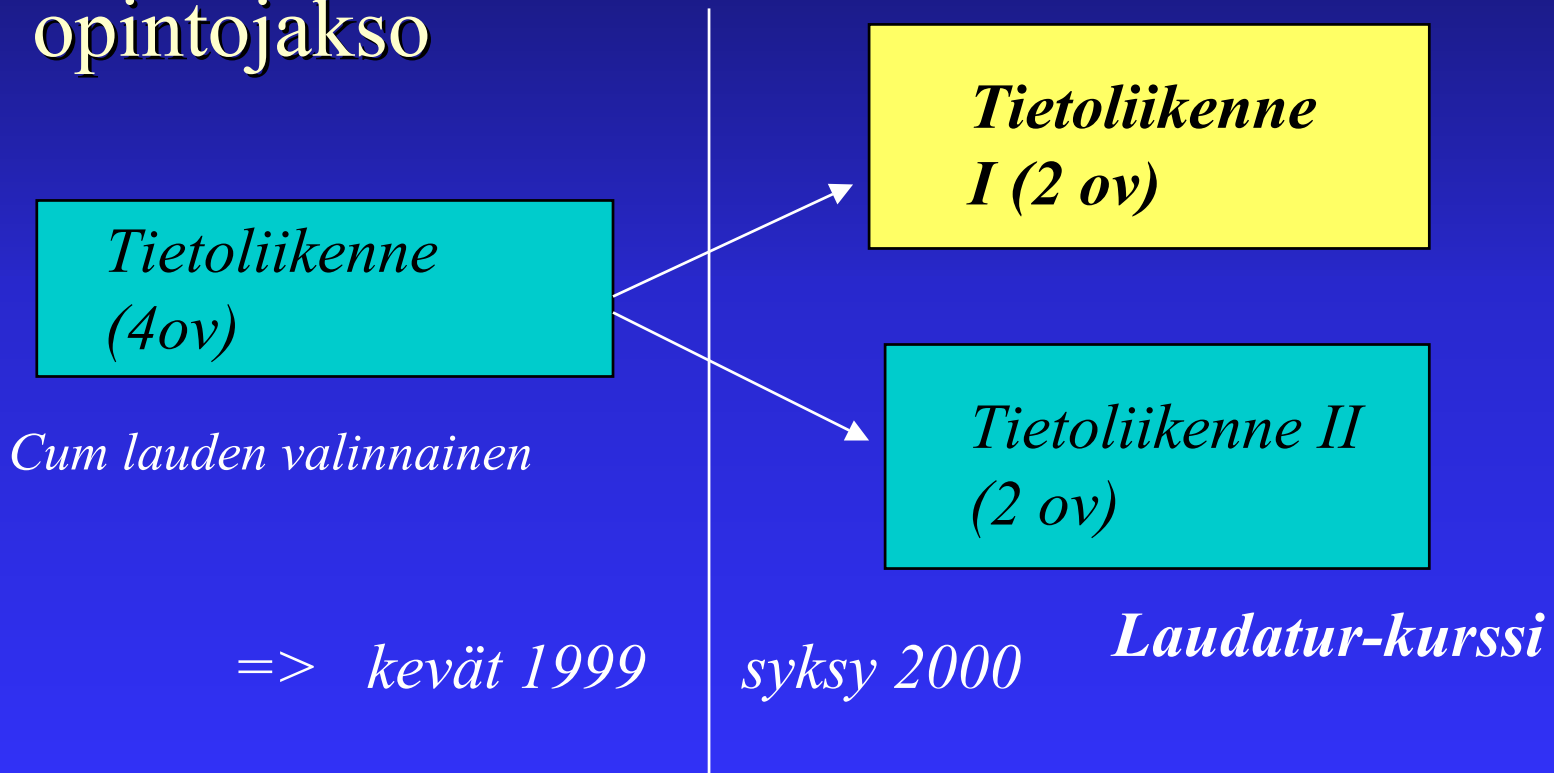 opintojakso
Tietoliikenne
(4ov)
Cum lauden valinnainen
=> kevät 1999
Tietoliikenne
I (2 ov)
Tietoliikenne II
(2 ov)
Laudatur-kurssi
syksy 2000